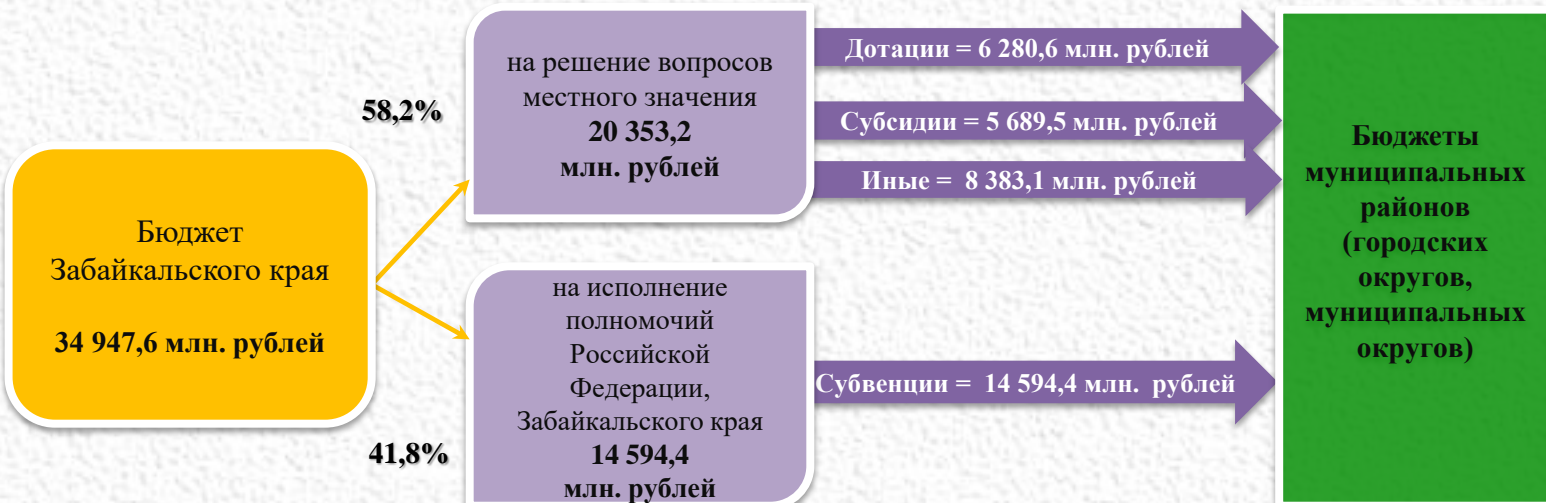 Бюджет
Забайкальского края
34 947,6 млн. рублей
58,2%
на решение вопросов
местного значения
20 353,2
млн. рублей
41,8%
на исполнение
полномочий
Российской
Федерации,
Забайкальского края
14 594,4
млн. рублей
Дотации = 6 280,6 млн. рублей
Субсидии = 5 689,5 млн. рублей
Иные = 8 383,1 млн. рублей
Субвенции = 14 594,4 млн. рублей
Бюджеты
муниципальных
районов
(городских
округов,
муниципальных
округов)